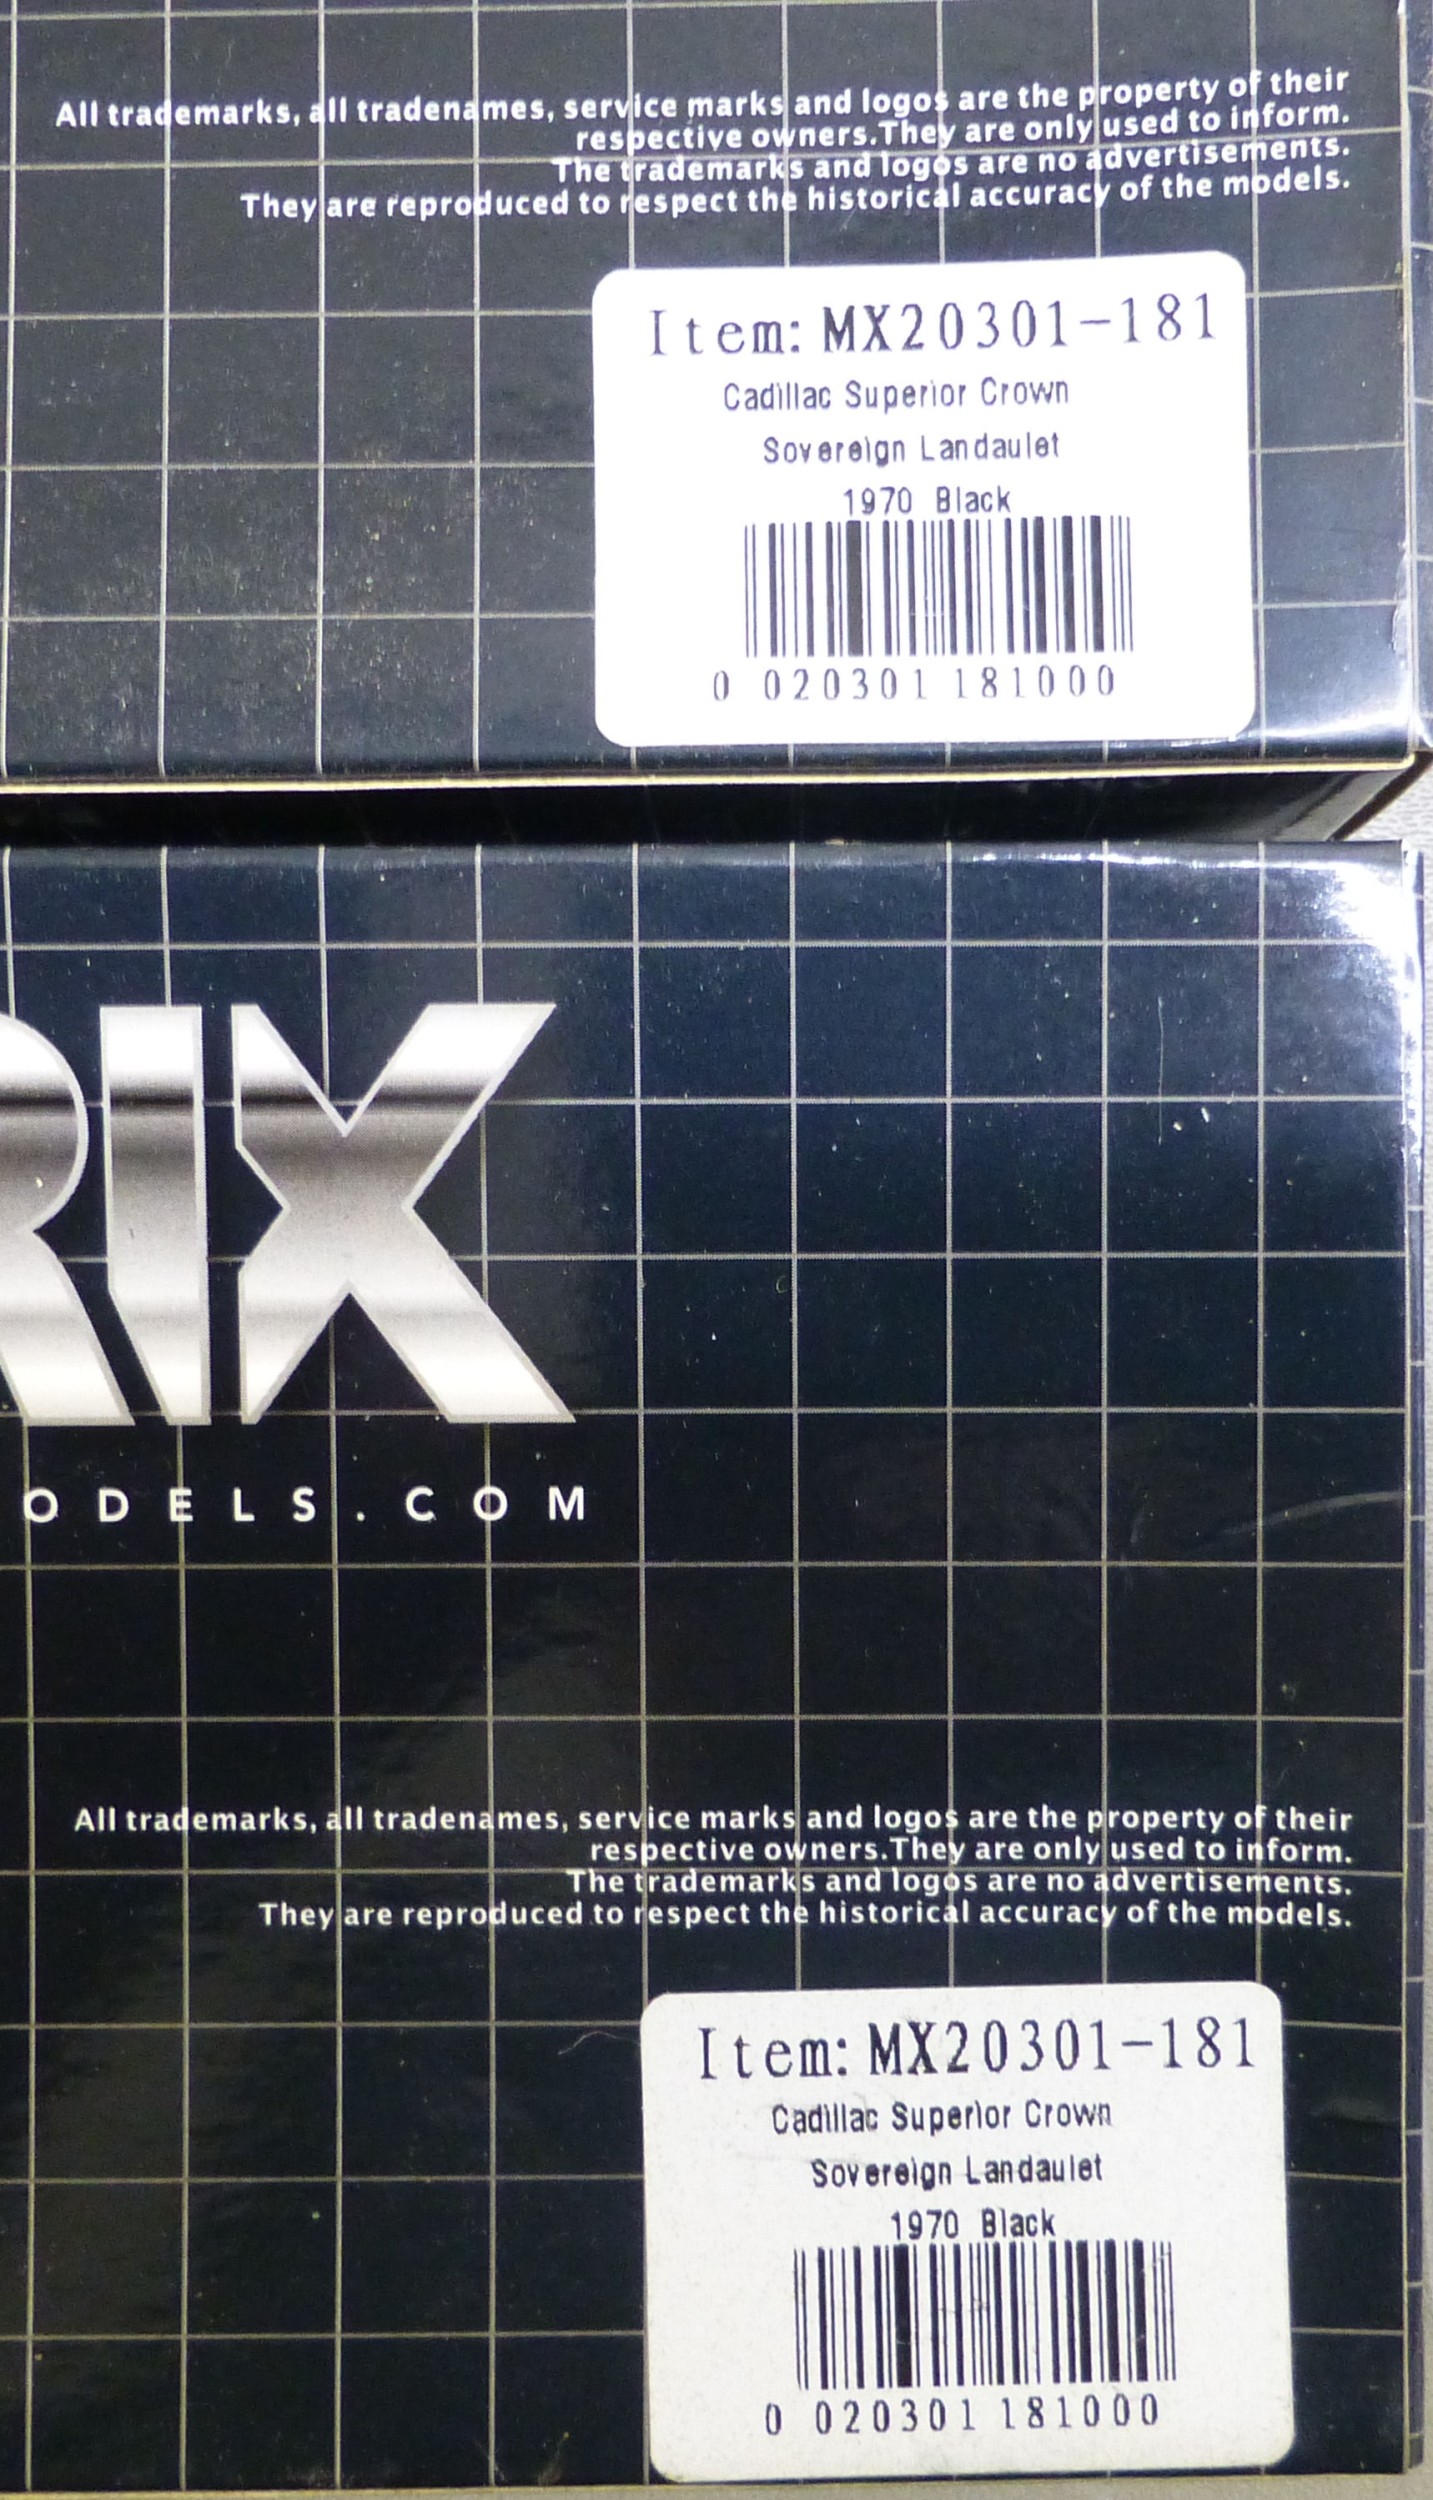 All trademarks, all tradenames, service marks and logos are the property of their
respective owners.They are only used to inform.
The trademarks and logos are no advertisements.
They are reproduced to respect the historical accuracy of the models.
Item: MX20301-181
Cadillac Superior Crown
Sovereign Landaulet
1970 Black
0 020301 181000
RIX
ODELS.COM
All trademarks, all tradenames, service marks and logos are the property of their
respective owners.They are only used to inform.
The trademarks and logos are no advertisements.
They are reproduced to respect the historical accuracy of the models.
Item: MX20301-181
Cadillac Superior Crown
Sovereign Landaulet
1970 Black
0 020301 181000